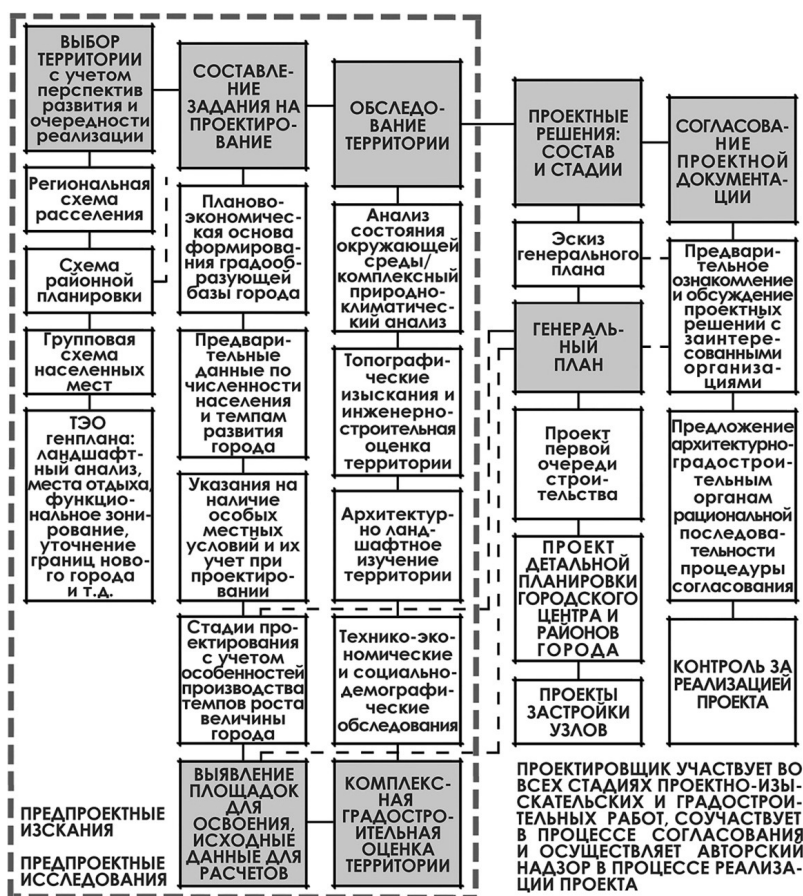 ВЫБОР
ТЕРРИТОРИИ
с учетом
перспектив
развития и
очередности
реализации
Региональная
схема
расселения
Схема
районной
планировки
Групповая
схема
населенных
мест
ТЭО
генплана:
ландшафт-
ный анализ,
места отдыха,
функцио-
нальное зони-
рование,
уточнение
границ ново-
го города
и т.д.
СОСТАВЛЕ-
НИЕ
ЗАДАНИЯ НА
ПРОЕКТИРО-
ВАНИЕ
Планово-
экономичес-
кая основа
формирова-
ния градооб-
разующей
базы города
Предвари-
тельные
данные по
численности
населения
и темпам
развития
города
Указания на
наличие
особых
местных
условий и их
учет при
проектиро-
вании
Стадии про-
ектирования
с учетом
особенностей
производства
темпов роста
величины
города
ВЫЯВЛЕНИЕ
ПЛОЩАДОК
ДЛЯ
ОСВОЕНИЯ,
ИСХОДНЫЕ
ДАННЫЕ ДЛЯ
РАСЧЕТОВ
ОБСЛЕДО-
ВАНИЕ
ТЕРРИТОРИИ
Анализ
состояния
окружающей
среды/
комплексный
природно-
климатичес-
кий анализ
Топографи-
ческие
изыскания и
инженерно-
строительная
оценка
территории
Архитектур-
но ланд-
шафтное
изучение
территории
Технико-эко-
номические
и социально-
демографи-
ческие
обследования
КОМПЛЕКС-
НАЯ
ГРАДОСТРО-
ИТЕЛЬНАЯ
ОЦЕНКА
ТЕРРИТОРИИ
ПРОЕКТНЫЕ
РЕШЕНИЯ:
СОСТАВ
И СТАДИИ
Эскиз
генерального
плана
ГЕНЕРАЛЬ-
НЫЙ
ПЛАН
Проект
первой
очереди
строи-
тельства
ПРОЕКТ
ДЕТАЛЬНОЙ
ПЛАНИРОВКИ
ГОРОДСКОГО
ЦЕНТРА И
РАЙОНОВ
ГОРОДА
ПРОЕКТЫ
ЗАСТРОЙКИ
УЗЛОВ
СОГЛАСОВА-
НИЕ
ПРОЕКТНОЙ
ДОКУМЕНТА-
ЦИИ
Предвари-
тельное
ознакомление
и обсуждение
проектных
решений с
заинтере-
сованными
организа-
циями
Предложение
архитектурно-
градострои-
тельным
органам
рациональной
последова-
тельности
процедуры
согласования
КОНТРОЛЬ ЗА
РЕАЛИЗАЦИЕЙ
ПРОЕКТА
ПРЕДПРОЕКТНЫЕ
ИЗСКАНИЯ
ПРЕДПРОЕКТНЫЕ
ИССЛЕДОВАНИЯ
ПРОЕКТИРОВЩИК УЧАСТВУЕТ ВО
ВСЕХ СТАДИЯХ ПРОЕКТНО-ИЗЫ-
СКАТЕЛЬСКИХ И ГРАДОСТРОИ-
ТЕЛЬНЫХ РАБОТ, СОУЧАСТВУЕТ
В ПРОЦЕССЕ СОГЛАСОВАНИЯ
И ОСУЩЕСТВЛЯЕТ АВТОРСКИЙ
НАДЗОР В ПРОЦЕССЕ РЕАЛИЗА-
ЦИИ ПРОЕКТА